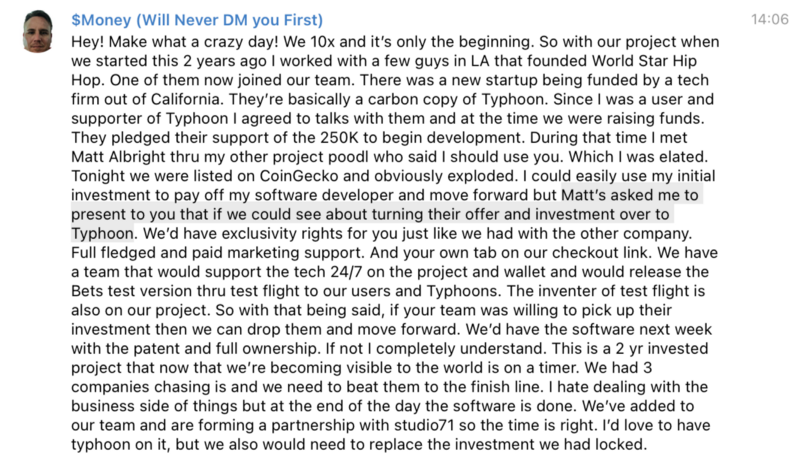 $Money (Will Never DM you First)
14:06
Hey! Make what a crazy day! We 10x and it's only the beginning. So with our project when
we started this 2 years ago I worked with a few guys in LA that founded World Star Hip
Hop. One of them now joined our team. There was a new startup being funded by a tech
firm out of California. They're basically a carbon copy of Typhoon. Since I was a user and
supporter of Typhoon I agreed to talks with them and at the time we were raising funds.
They pledged their support of the 250K to begin development. During that time I met
Matt Albright thru my other project poodl who said I should use you. Which I was elated.
Tonight we were listed on CoinGecko and obviously exploded. I could easily use my initial
investment to pay off my software developer and move forward but Matt's asked me to
present to you that if we could see about turning their offer and investment over to
Typhoon. We'd have exclusivity rights for you just like we had with the other company.
Full fledged and paid marketing support. And your own tab on our checkout link. We have
a team that would support the tech 24/7 on the project and wallet and would release the
Bets test version thru test flight to our users and Typhoons. The inventer of test flight is
also on our project. So with that being said, if your team was willing to pick up their
investment then we can drop them and move forward. We'd have the software next week
with the patent and full ownership. If not I completely understand. This is a 2 yr invested
project that now that we're becoming visible to the world is on a timer. We had 3
companies chasing is and we need to beat them to the finish line. I hate dealing with the
business side of things but at the end of the day the software is done. We've added to
our team and are forming a partnership with studio71 so the time is right. I'd love to have
typhoon on it, but we also would need to replace the investment we had locked.